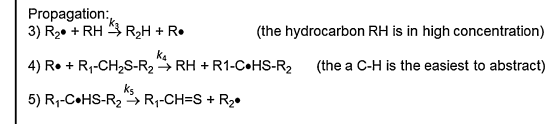 Propagation:
3) R₂• + RH k₃→ R₂H + R• (the hydrocarbon RH is in high concentration)
4) R• + R₁-CH₂S-R₂ k₄→ RH + R1-C•HS-R₂ (the a C-H is the easiest to abstract)
5) R₁-C•HS-R₂ k₅→ R₁-CH=S + R₂•